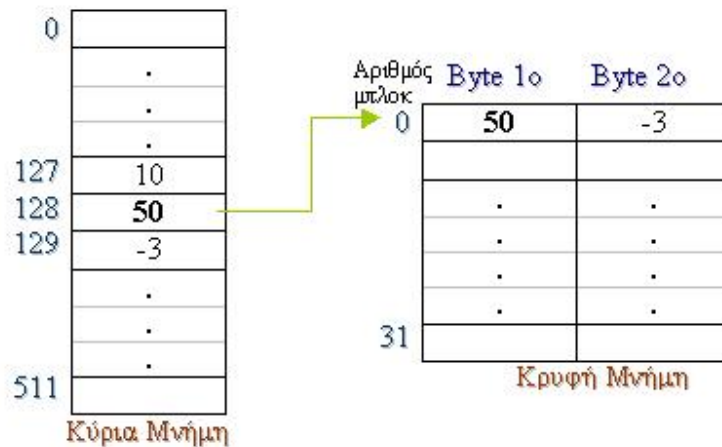 0
.
.
.
127 10
128 50
129 -3
.
.
.
511
Κύρια Μνήμη
Αριθμός
μπλοκ
Byte 1ο Byte 2ο
0 50 -3
. .
. .
. .
. .
31
Κρυφή Μνήμη